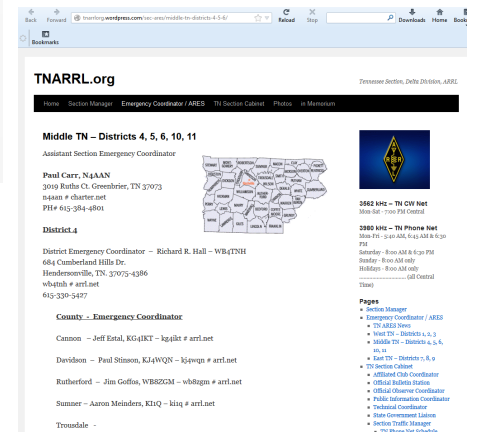 Back
Forward
tnarrlorg.wordpress.com/sec-ares/middle-tn-districts-4-5-6/
Reload
Stop
Downloads
Home
Bookmarks
TNARRL.org
Tennessee Section, Delta Division, ARRL
Home Section Manager Emergency Coordinator / ARES TN Section Cabinet Photos in Memorium
Middle TN – Districts 4, 5, 6, 10, 11
Assistant Section Emergency Coordinator
Paul Carr, N4AAN
3019 Ruths Ct. Greenbrier, TN 37073
n4aan # charter.net
PH# 615-384-4801
District 4
District Emergency Coordinator – Richard R. Hall – WB4TNH
684 Cumberland Hills Dr.
Hendersonville, TN. 37075-4386
wb4tnh # arrl.net
615-330-5427
County - Emergency Coordinator
Cannon – Jeff Estal, KG4IKT – kg4ikt # arrl.net
Davidson – Paul Stinson, KJ4WQN – kj4wqn # arrl.net
Rutherford – Jim Goffos, WB8ZGM – wb8zgm # arrl.net
Sumner – Aaron Meinders, KI1Q – ki1q # arrl.net
Trousdale -
3562 kHz – TN CW Net
Mon-Sat - 7:00 PM Central
3980 kHz – TN Phone Net
Mon-Fri - 5:40 AM, 6:45 AM & 6:30
PM
Saturday - 8:00 AM & 6:30 PM
Sunday - 8:00 AM only
Holidays - 8:00 AM only
(all Central
Time)
Pages
Section Manager
Emergency Coordinator / ARES
TN ARES News
West TN – Districts 1, 2, 3
Middle TN – Districts 4, 5, 6,
10, 11
East TN – Districts 7, 8, 9
TN Section Cabinet
Affiliated Club Coordinator
Official Bulletin Station
Official Observer Coordinator
Public Information Coordinator
Technical Coordinator
State Government Liaison
Section Traffic Manager
TN Phone Net Schedule